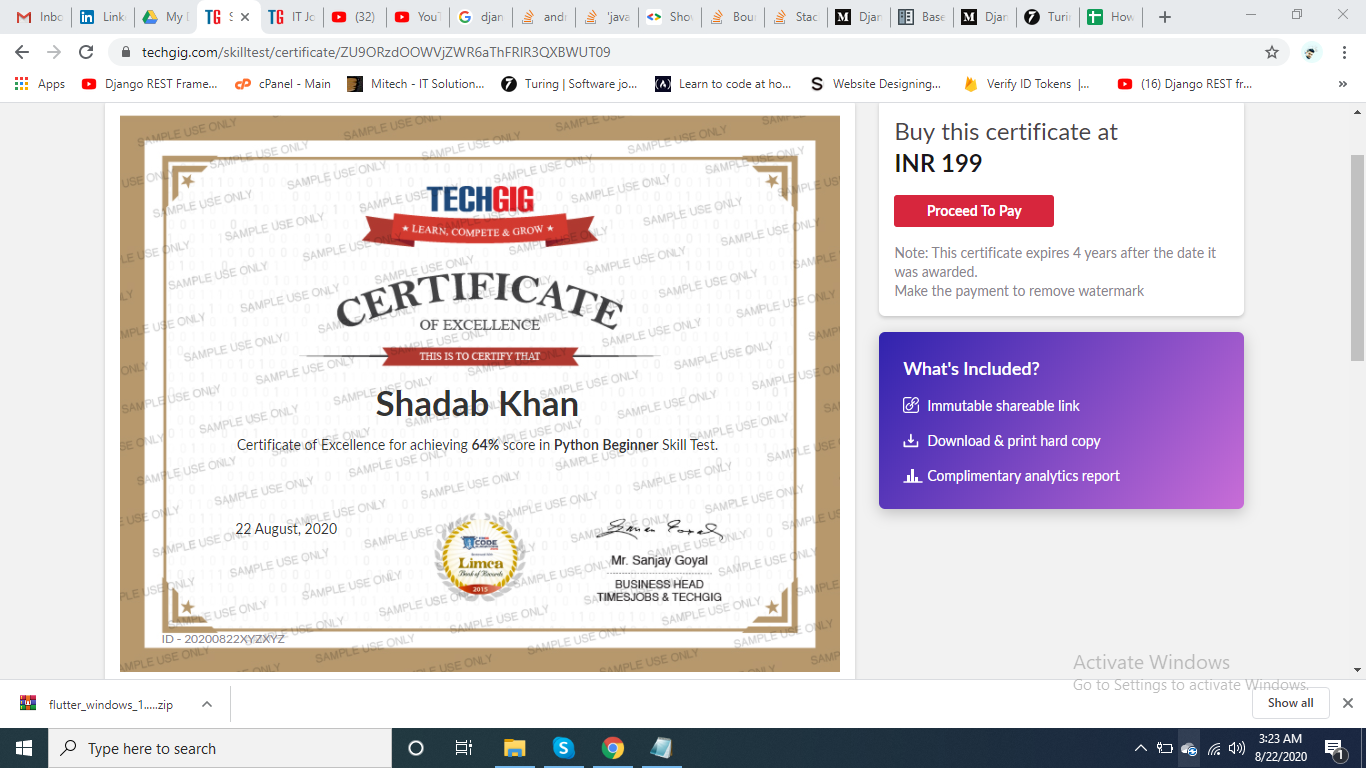 Inbo
Link
My I
S
IT Jo
(32)
YouT
djan
andr
'java
Shov
Bour
Stac
Djan
Base
Djan
Turin
How
techgig.com/skilltest/certificate/
Apps
Django REST Frame...
cPanel - Main
Mitech - IT Solution...
Turing | Software jo...
Learn to code at ho...
Website Designing...
Verify ID Tokens |...
(16) Django REST fr...
SAMPLE USE ONLY
TECHGIG
LEARN, COMPETE & GROW
CERTIFICATE
OF EXCELLENCE
THIS IS TO CERTIFY THAT
Shadab Khan
Certificate of Excellence for achieving 64% score in Python Beginner Skill Test.
22 August, 2020
CODE
Limca
Book of Records
2015
Mr. Sanjay Goyal
BUSINESS HEAD
TIMESJOBS & TECHGIG
ID - 20200822XYZXYZ
Buy this certificate at
INR 199
Proceed To Pay
Note: This certificate expires 4 years after the date it
was awarded.
Make the payment to remove watermark
What's Included?
Immutable shareable link
Download & print hard copy
Complimentary analytics report
Activate Windows
Go to Settings to activate Windows.
flutter_windows_1.....zip
Show all
Type here to search
3:23 AM
8/22/2020
1